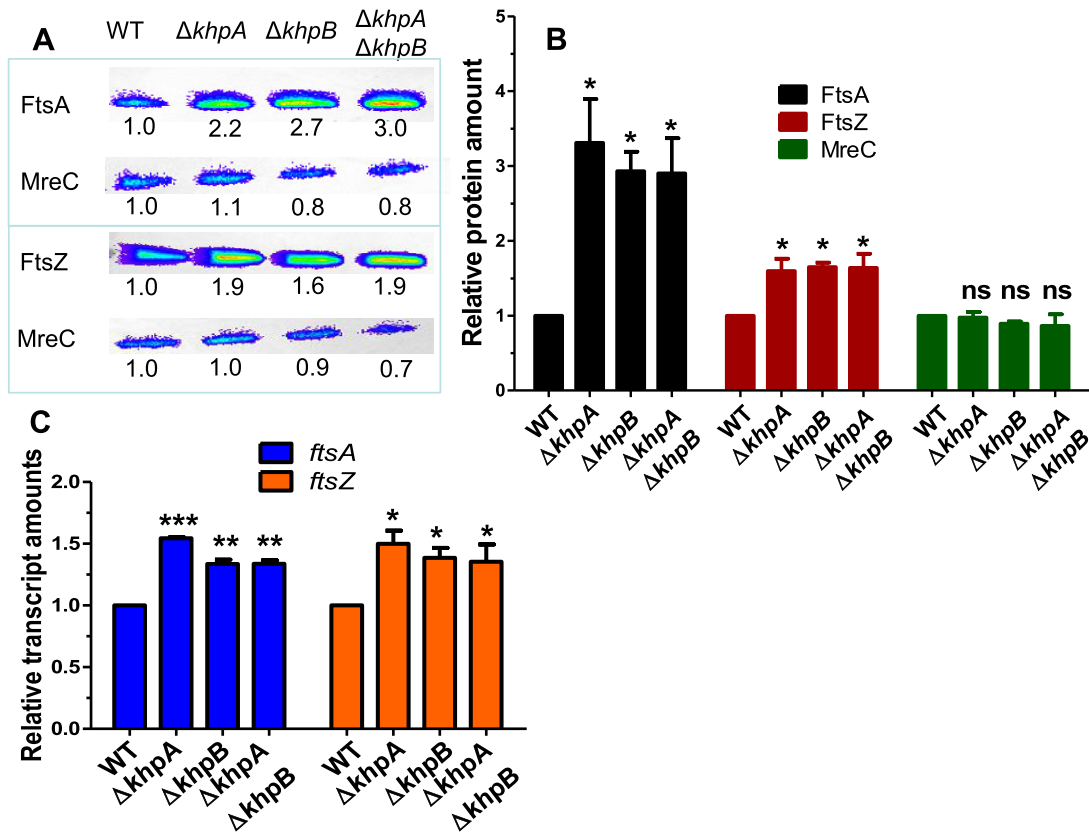 A
WT ΔkhpA ΔkhpB ΔkhpA
ΔkhpB
FtsA
1.0 2.2 2.7 3.0
MreC
1.0 1.1 0.8 0.8
FtsZ
1.0 1.9 1.6 1.9
MreC
1.0 1.0 0.9 0.7
B
Relative protein amount
5
4
3
2
1
0
FtsA
FtsZ
MreC
* * *
* * *
ns ns ns
WT ΔkhpA ΔkhpB ΔkhpA
ΔkhpB
WT ΔkhpA ΔkhpB ΔkhpA
ΔkhpB
WT ΔkhpA ΔkhpB ΔkhpA
ΔkhpB
C
Relative transcript amounts
2.0
1.5
1.0
0.5
0.0
ftsA
ftsZ
*** ** **
* * *
WT ΔkhpA ΔkhpB ΔkhpA
ΔkhpB
WT ΔkhpA ΔkhpB ΔkhpA
ΔkhpB